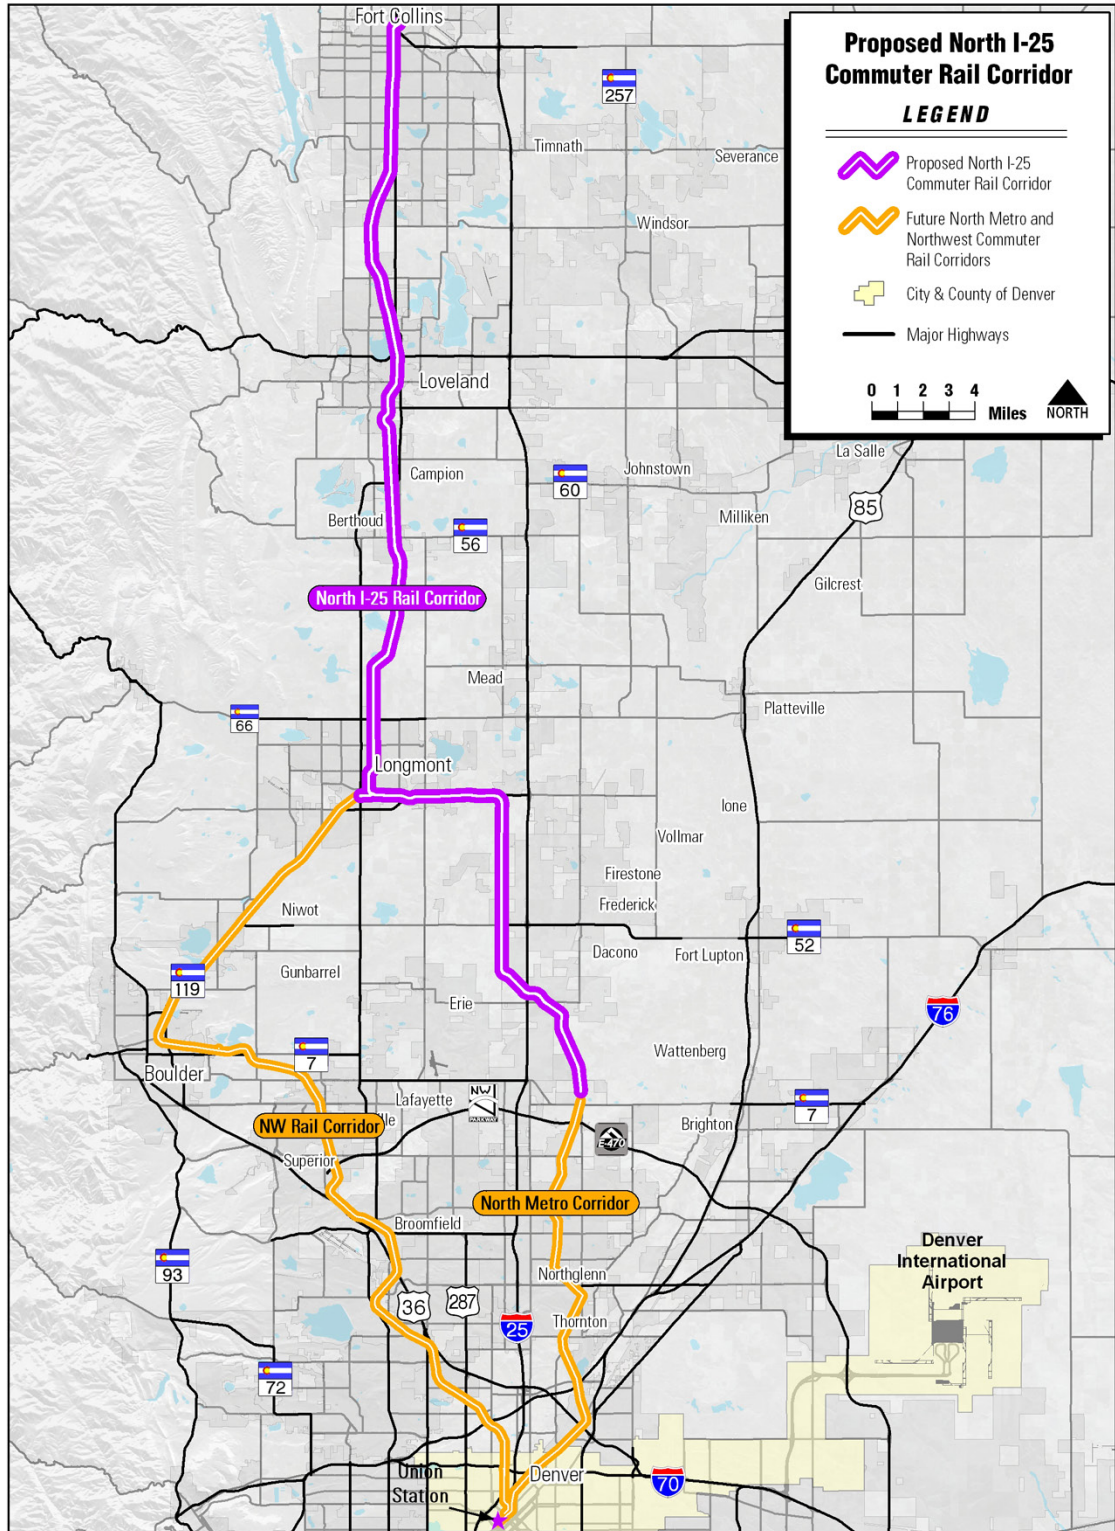 Fort Collins
Proposed North I-25
Commuter Rail Corridor
LEGEND
Proposed North I-25
Commuter Rail Corridor
Future North Metro and
Northwest Commuter
Rail Corridors
City & County of Denver
Major Highways
0 1 2 3 4
Miles
NORTH
257
Timnath
Severance
Windsor
Loveland
La Salle
Campion
60
Johnstown
85
Milliken
Berthoud
56
Gilcrest
North I-25 Rail Corridor
Mead
Platteville
66
Longmont
Ione
Vollmar
Firestone
Frederick
Niwot
52
Dacono
Fort Lupton
Gunbarrel
119
Erie
76
7
Wattenberg
Boulder
NW
PARKWAY
Lafayette
7
NW Rail Corridor
ille
Brighton
E-470
Superior
North Metro Corridor
Broomfield
Denver
International
Airport
93
Northglenn
36
287
25
Thornton
72
Union
Station
Denver
70